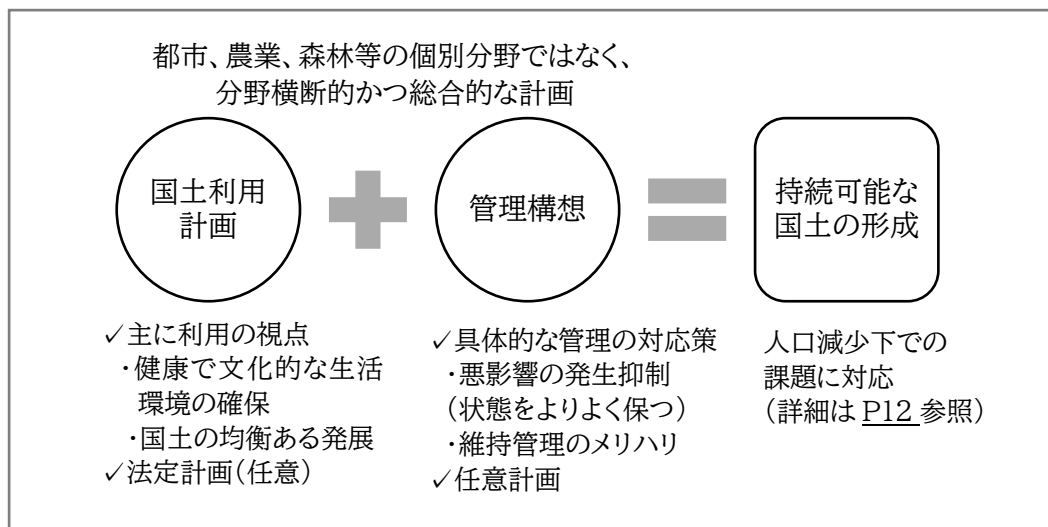 都市、農業、森林等の個別分野ではなく、
分野横断的かつ総合的な計画
国土利用
計画
管理構想
持続可能な
国土の形成
✓主に利用の視点
・健康で文化的な生活
環境の確保
・国土の均衡ある発展
✓法定計画(任意)
✓具体的な管理の対応策
・悪影響の発生抑制
(状態をよりよく保つ)
・維持管理のメリハリ
✓任意計画
人口減少下での
課題に対応
(詳細は P12 参照)